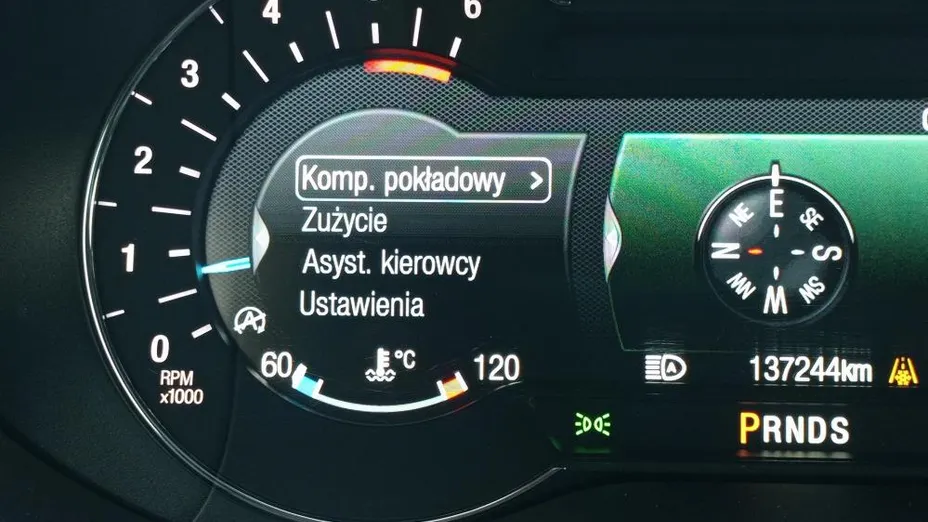 4
6
3
2
1
0
RPM
x1000
Komp. pokładowy >
Zużycie
Asyst. kierowcy
Ustawienia
A
60
°C
120
E
NE
SE
N
S
NW
SW
W
A
137244km
PRNDS